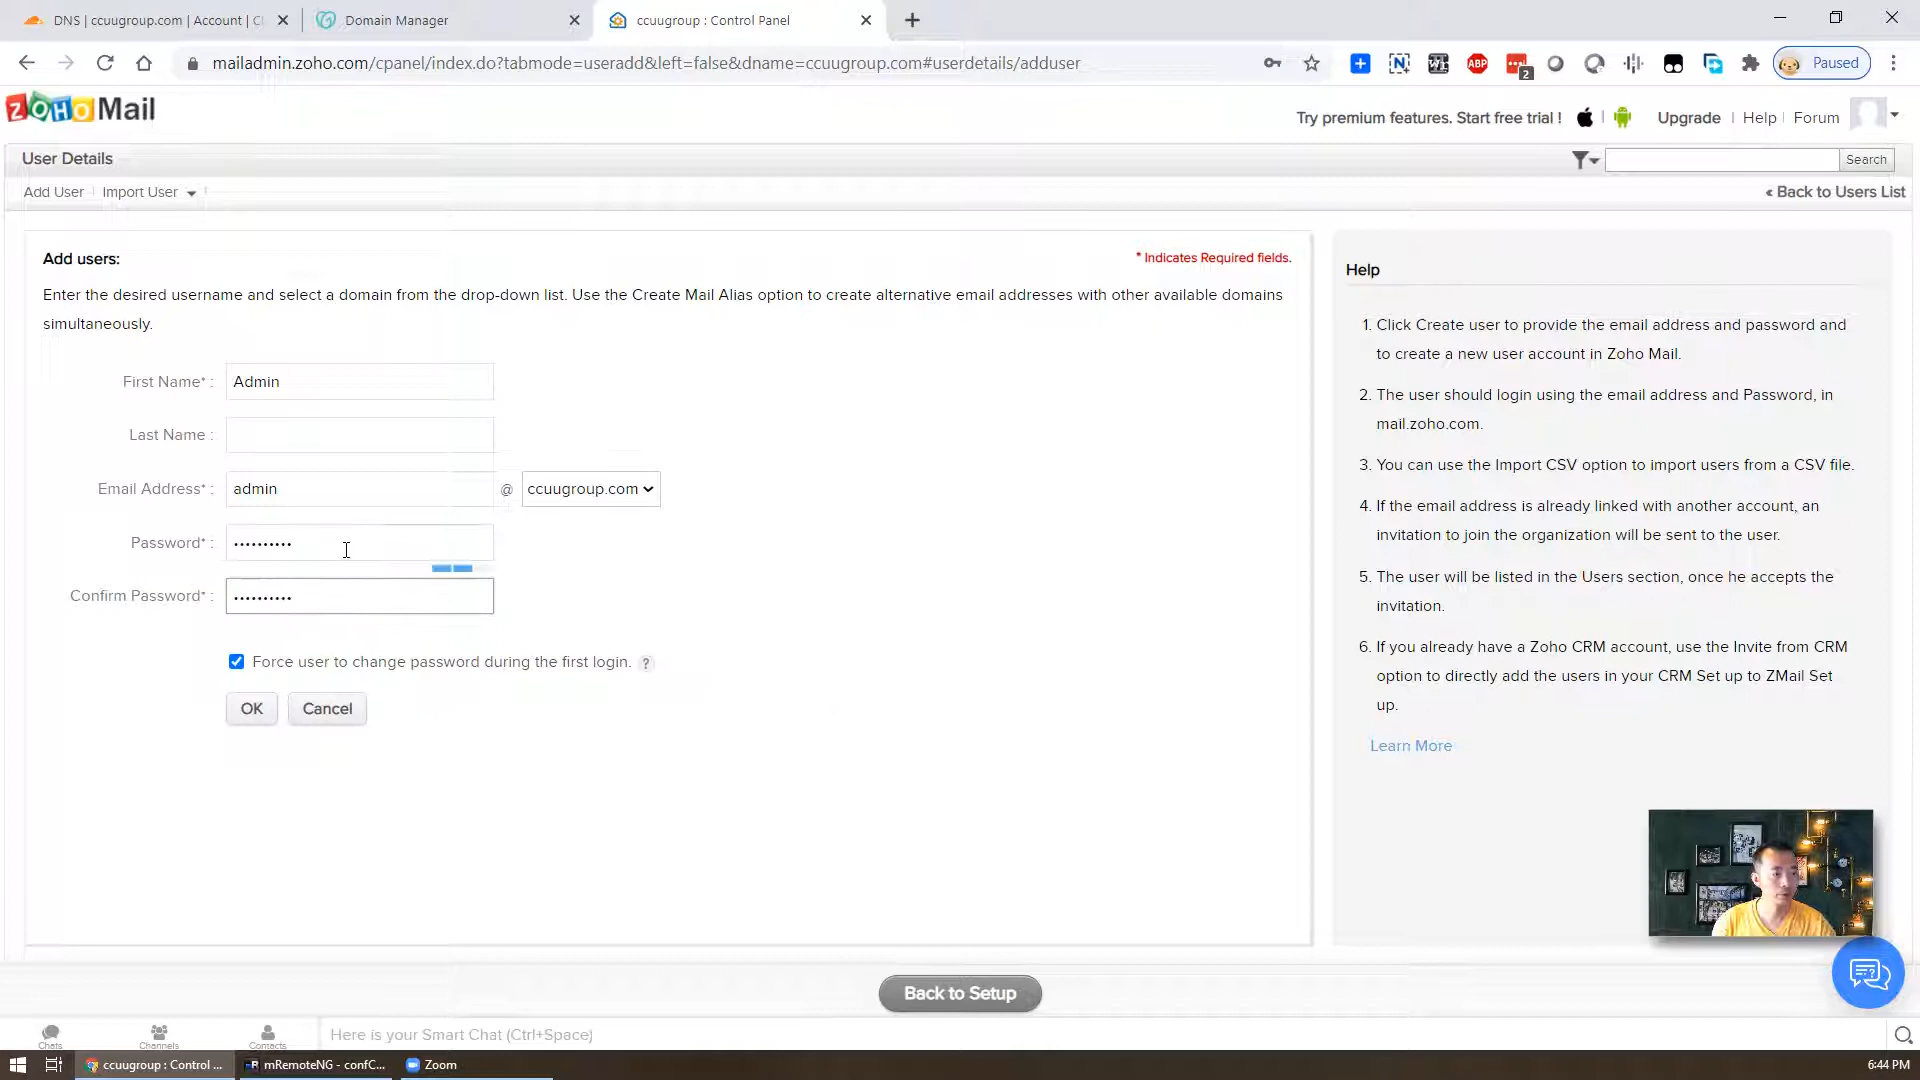 DNS | ccuugroup.com | Account | Cl
Domain Manager
ccuugroup : Control Panel
mailadmin.zoho.com/cpanel/index.do?tabmode=useradd&left=false&dname=ccuugroup.com#userdetails/adduser
ABP
2
Paused
ZOHO Mail
Try premium features. Start free trial !
Upgrade | Help | Forum
User Details
Search
Add User | Import User
« Back to Users List
Add users:
* Indicates Required fields.
Enter the desired username and select a domain from the drop-down list. Use the Create Mail Alias option to create alternative email addresses with other available domains
simultaneously.
First Name* : Admin
Last Name :
Email Address* : admin @ ccuugroup.com
Password* : ••••••••••
Confirm Password* : ••••••••••
Force user to change password during the first login. ?
OK Cancel
Help
1. Click Create user to provide the email address and password and
to create a new user account in Zoho Mail.
2. The user should login using the email address and Password, in
mail.zoho.com.
3. You can use the Import CSV option to import users from a CSV file.
4. If the email address is already linked with another account, an
invitation to join the organization will be sent to the user.
5. The user will be listed in the Users section, once he accepts the
invitation.
6. If you already have a Zoho CRM account, use the Invite from CRM
option to directly add the users in your CRM Set up to ZMail Set
up.
Learn More
Back to Setup
Chats Channels Contacts
Here is your Smart Chat (Ctrl+Space)
ccuugroup : Control ...
mRemoteNG - confC...
Zoom
6:44 PM